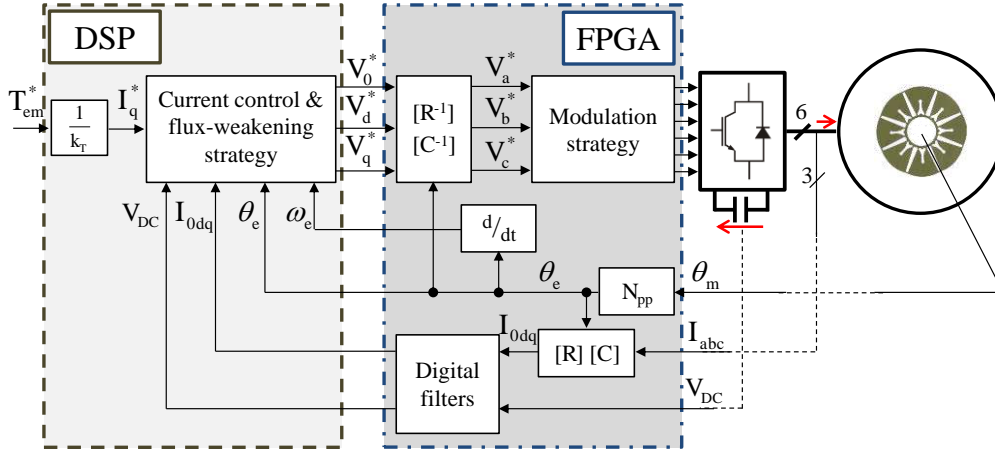 DSP
FPGA
T*em
1
kT
I*q
Current control &
flux-weakening
strategy
V*0
V*d
V*q
[R-1]
[C-1]
V*a
V*b
V*c
Modulation
strategy
6
3
VDC
I0dq
θe
ωe
d/dt
θe
Npp
θm
I0dq
[R] [C]
Iabc
Digital
filters
VDC